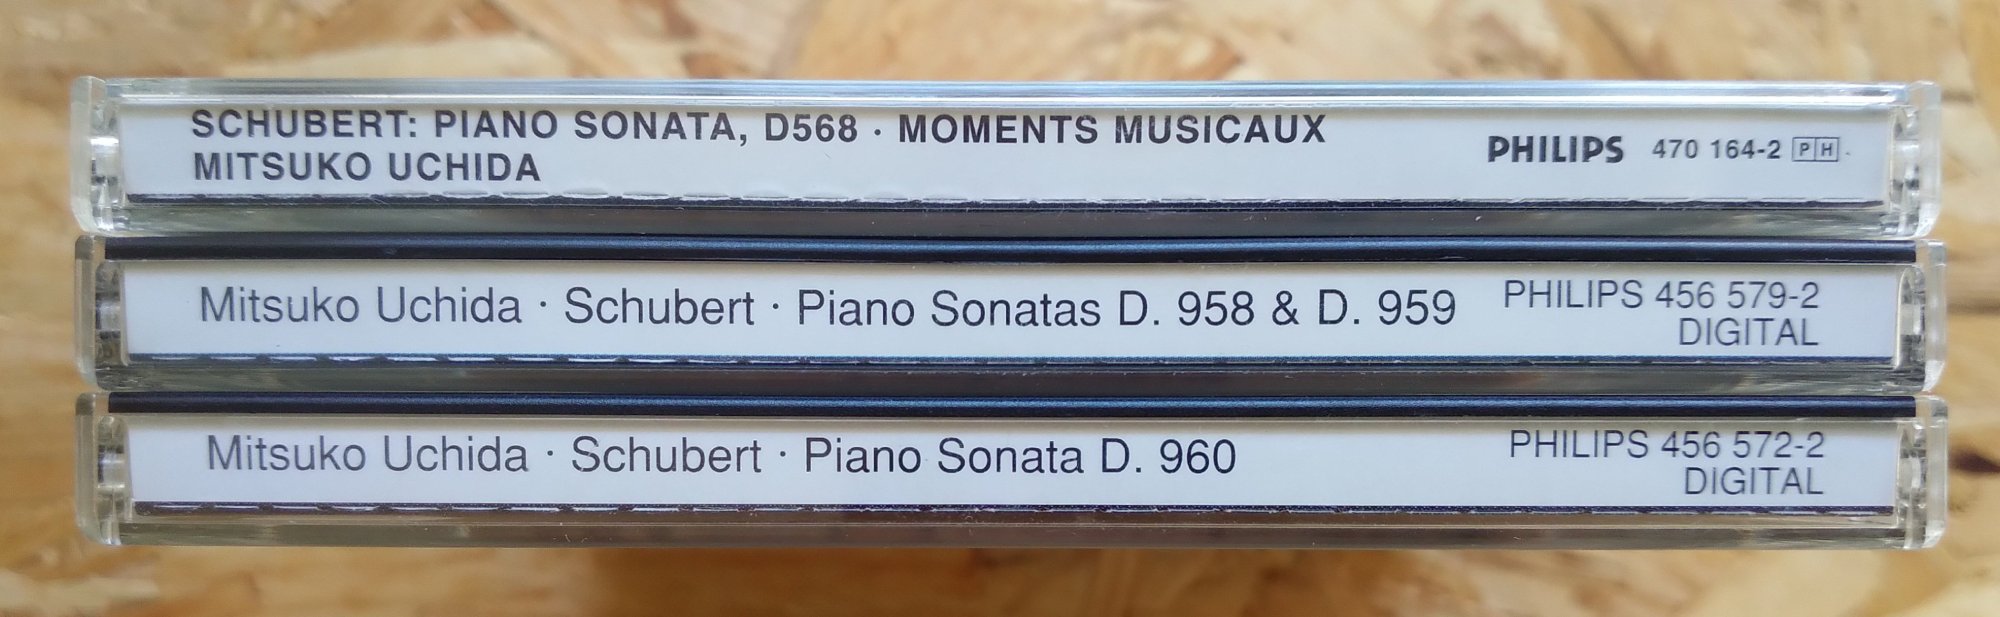 SCHUBERT: PIANO SONATA, D568 · MOMENTS MUSICAUX
MITSUKO UCHIDA
PHILIPS 470 164-2 PH
Mitsuko Uchida · Schubert · Piano Sonatas D. 958 & D. 959
PHILIPS 456 579-2
DIGITAL
Mitsuko Uchida · Schubert · Piano Sonata D. 960
PHILIPS 456 572-2
DIGITAL